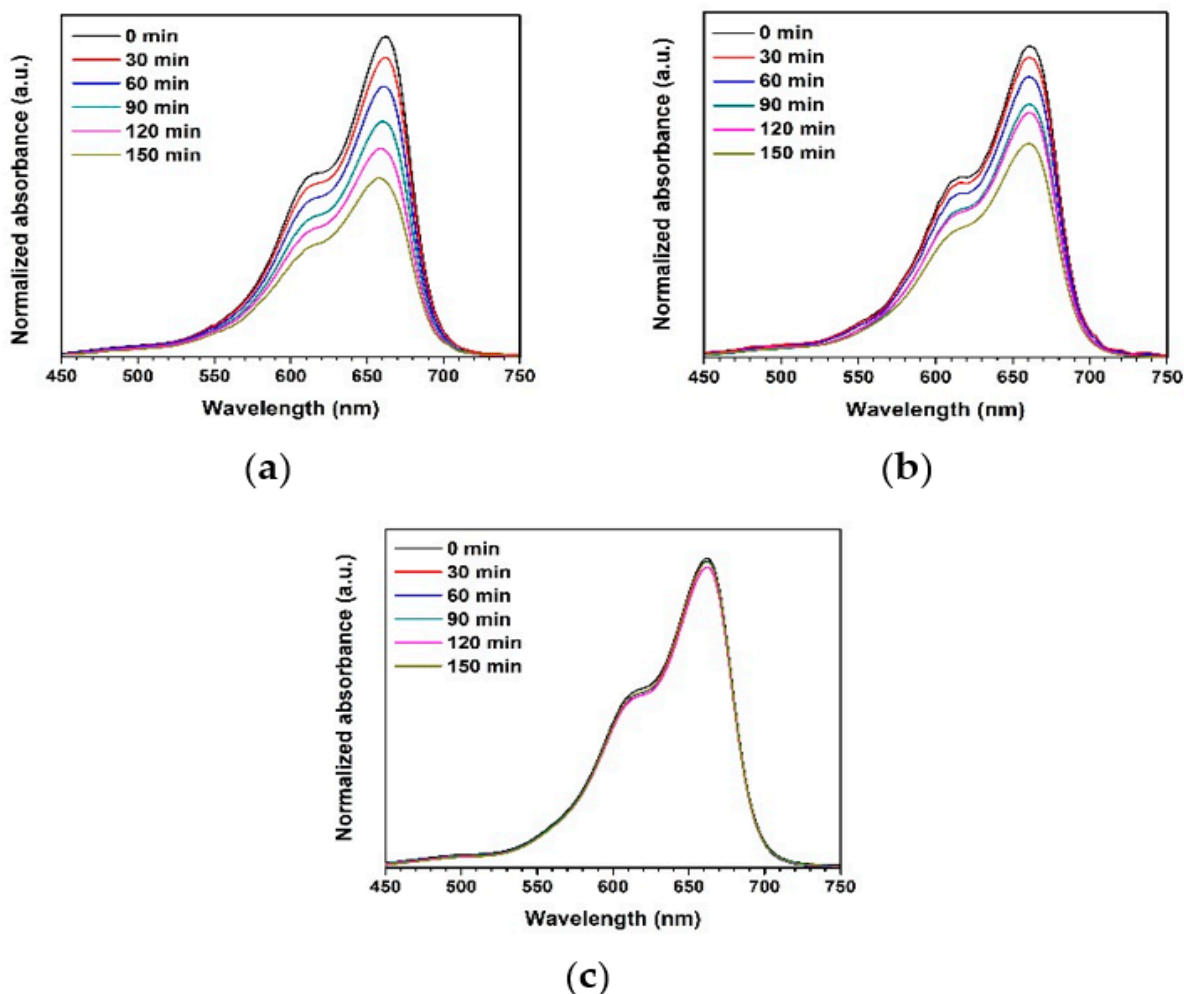 Normalized absorbance (a.u.)
0 min
30 min
60 min
90 min
120 min
150 min
450 500 550 600 650 700 750
Wavelength (nm)
(a)
Normalized absorbance (a.u.)
0 min
30 min
60 min
90 min
120 min
150 min
450 500 550 600 650 700 750
Wavelength (nm)
(b)
Normalized absorbance (a.u.)
0 min
30 min
60 min
90 min
120 min
150 min
450 500 550 600 650 700 750
Wavelength (nm)
(c)